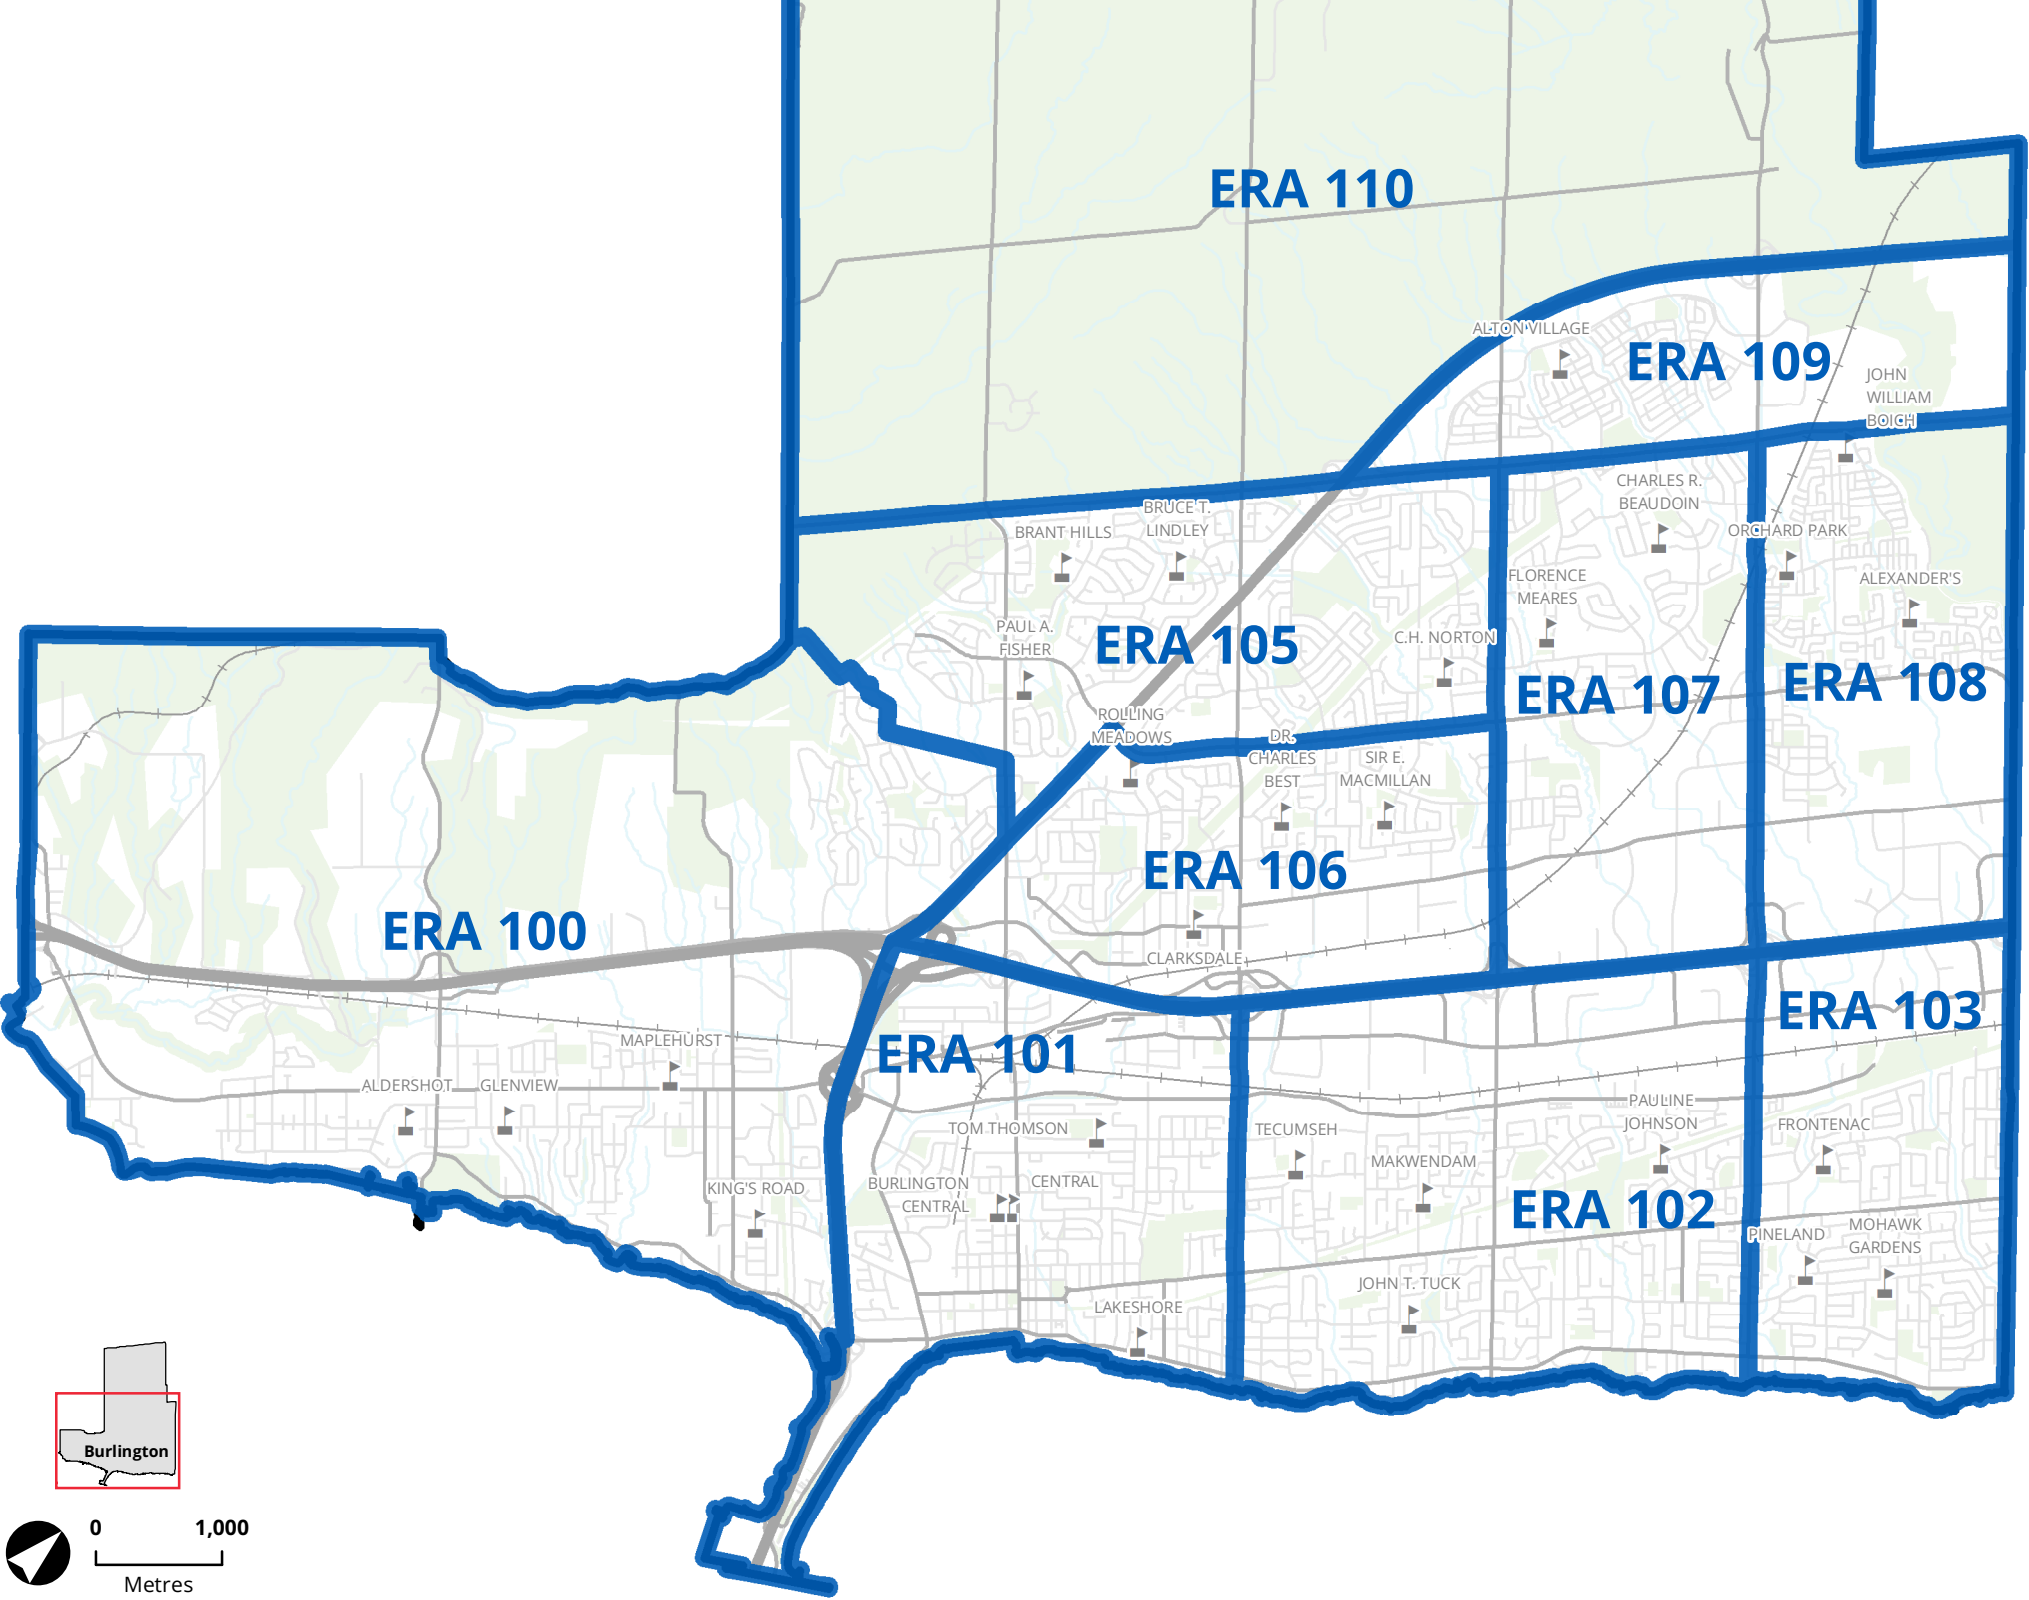 ERA 110
ALTON VILLAGE
ERA 109
JOHN
WILLIAM
BOICH
CHARLES R.
BEAUDOIN
BRUCE T.
LINDLEY
BRANT HILLS
ORCHARD PARK
FLORENCE
MEARES
ALEXANDER'S
PAUL A.
FISHER
C.H. NORTON
ERA 105
ERA 107
ERA 108
ROLLING
MEADOWS
DR.
CHARLES
BEST
SIR E.
MACMILLAN
ERA 106
ERA 100
CLARKSDALE
ERA 103
MAPLEHURST
ERA 101
ALDERSHOT
GLENVIEW
PAULINE
JOHNSON
TOM THOMSON
TECUMSEH
FRONTENAC
MAKWENDAM
KING'S ROAD
BURLINGTON
CENTRAL
CENTRAL
ERA 102
PINELAND
MOHAWK
GARDENS
JOHN T. TUCK
LAKESHORE
Burlington
0 1,000
Metres